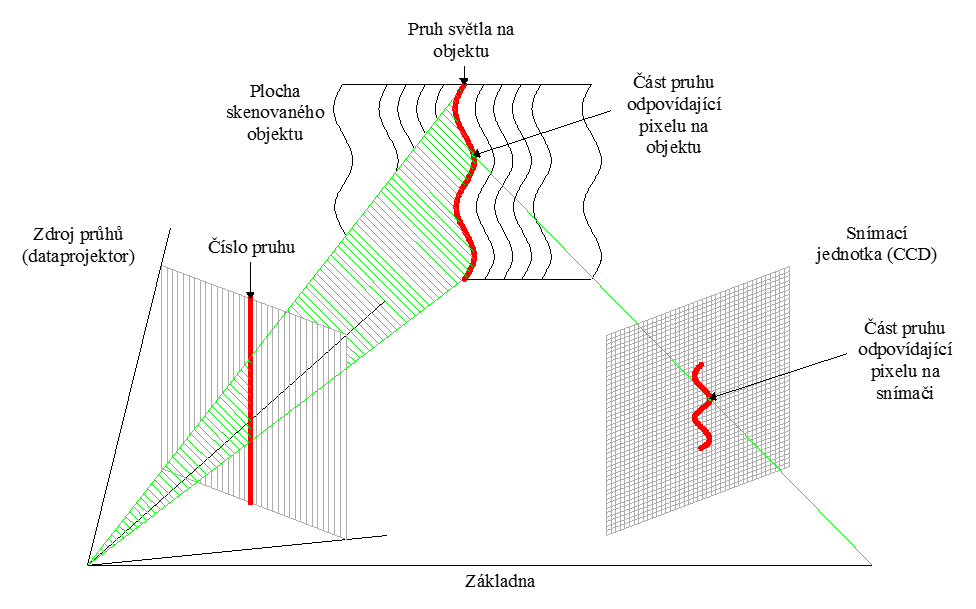 Pruh světla na
objektu
Plocha
skenovaného
objektu
Část pruhu
odpovídající
pixelu na
objektu
Zdroj průhů
(dataprojektor)
Číslo pruhu
Snímací
jednotka (CCD)
Část pruhu
odpovídající
pixelu na
snímači
Základna